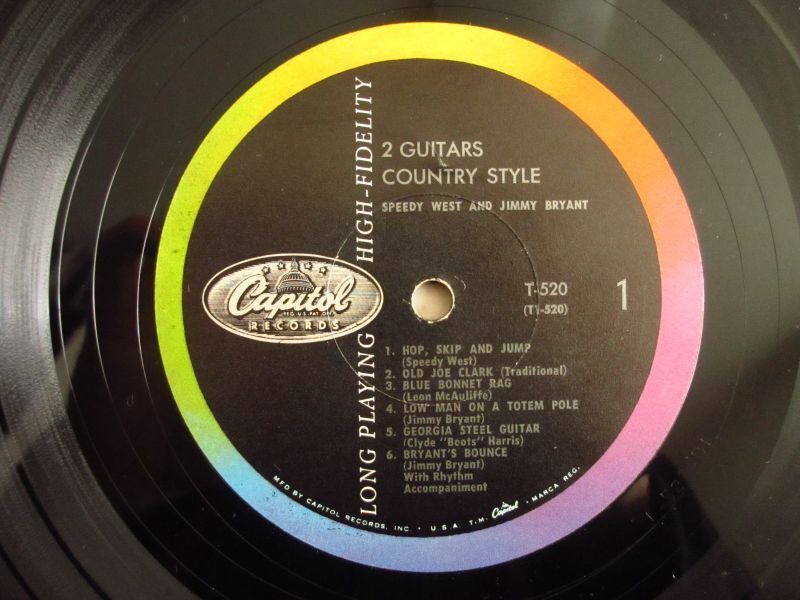 2 GUITARS
COUNTRY STYLE
SPEEDY WEST AND JIMMY BRYANT
LONG PLAYING HIGH-FIDELITY
Capitol
REG. U.S. PAT. OFF.
RECORDS
T-520
(T1-520)
1
1. HOP, SKIP AND JUMP
(Speedy West)
2. OLD JOE CLARK (Traditional)
3. BLUE BONNET RAG
(Leon McAuliffe)
4. LOW MAN ON A TOTEM POLE
(Jimmy Bryant)
5. GEORGIA STEEL GUITAR
(Clyde "Boots" Harris)
6. BRYANT'S BOUNCE
(Jimmy Bryant)
With Rhythm
Accompaniment
MFD BY CAPITOL RECORDS, INC. • U.S.A. T.M. Capitol • MARCA REG.